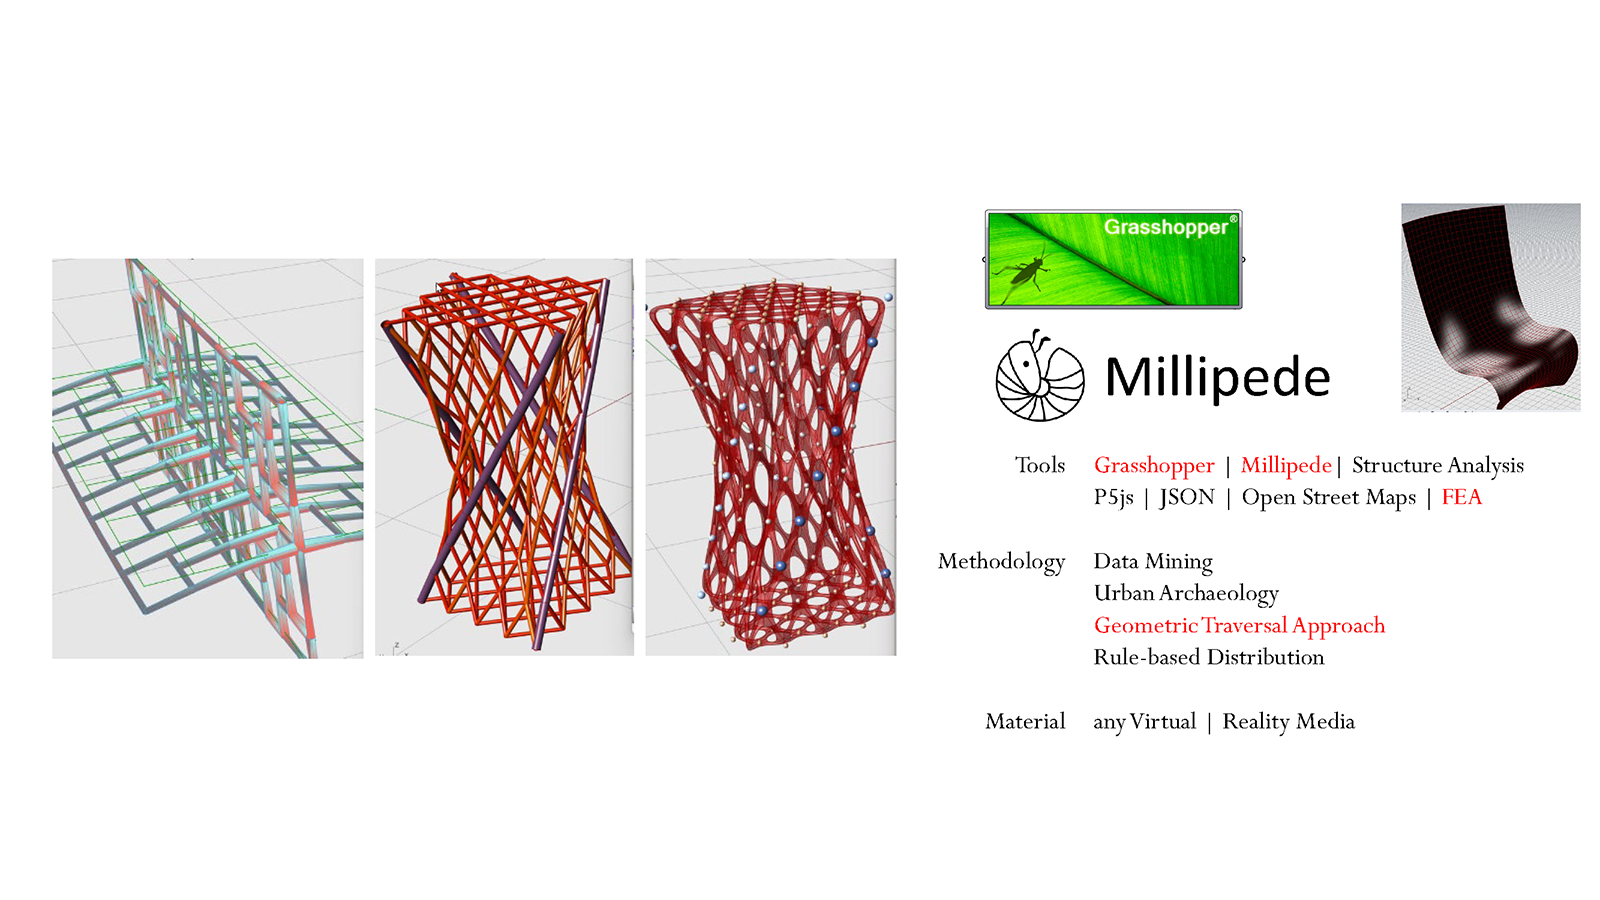 Grasshopper®
Millipede
Tools Grasshopper | Millipede | Structure Analysis
P5js | JSON | Open Street Maps | FEA
Methodology Data Mining
Urban Archaeology
Geometric Traversal Approach
Rule-based Distribution
Material any Virtual | Reality Media